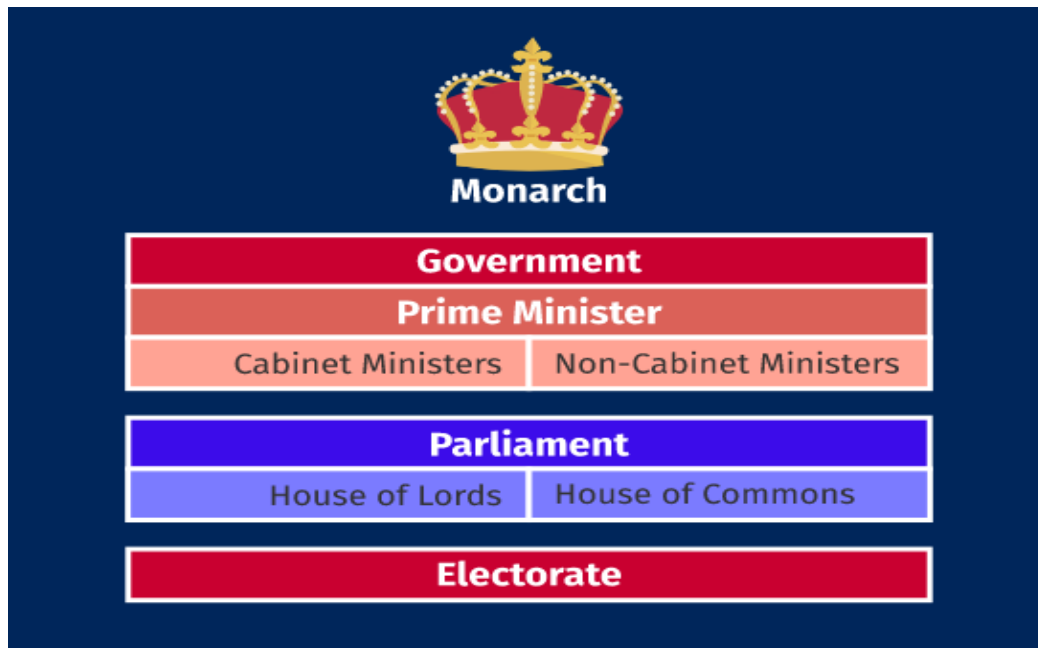 Monarch
Government
Prime Minister
Cabinet Ministers
Non-Cabinet Ministers
Parliament
House of Lords
House of Commons
Electorate